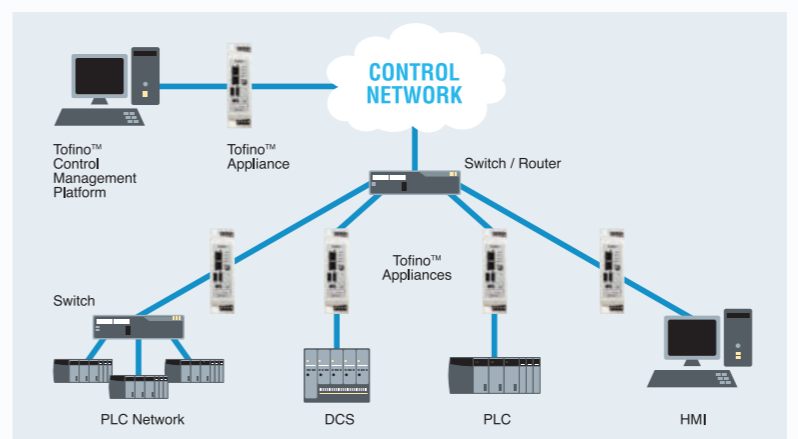 CONTROL
NETWORK
Tofino™
Control
Management
Platform
Tofino™
Appliance
Switch / Router
Tofino™
Appliances
Switch
PLC Network
DCS
PLC
HMI